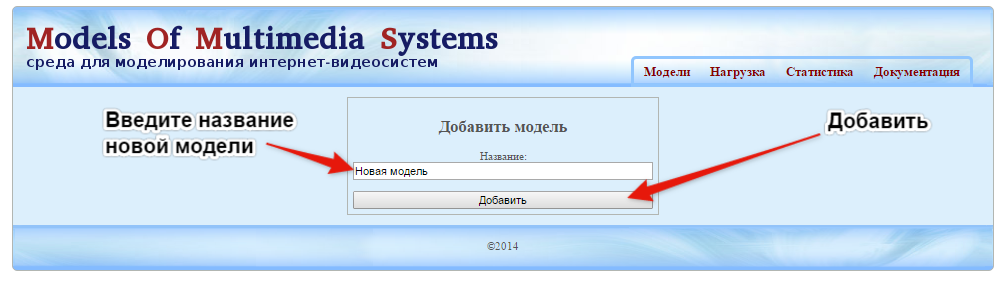 Models Of Multimedia Systems
среда для моделирования интернет-видеосистем
Модели Нагрузка Статистика Документация
Введите название
новой модели
Добавить модель
Название:
Новая модель
Добавить
Добавить
©2014